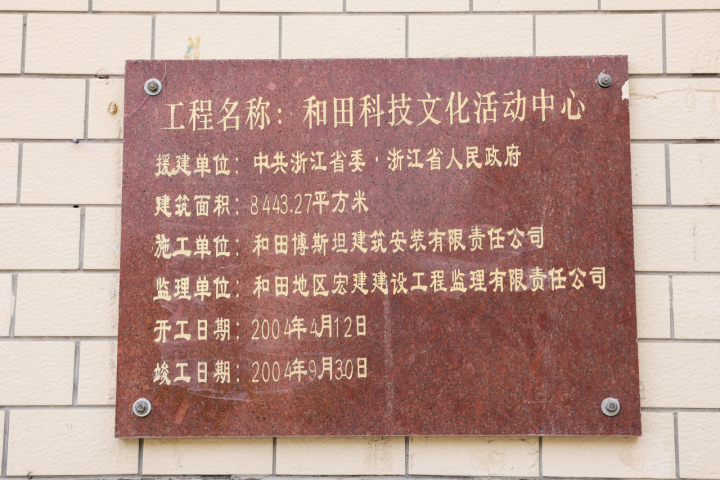 工程名称：和田科技文化活动中心
援建单位：中共浙江省委·浙江省人民政府
建筑面积：8443.27平方米
施工单位：和田博斯坦建筑安装有限责任公司
监理单位：和田地区宏建建设工程监理有限责任公司
开工日期：2004年4月12日
竣工日期：2004年9月30日